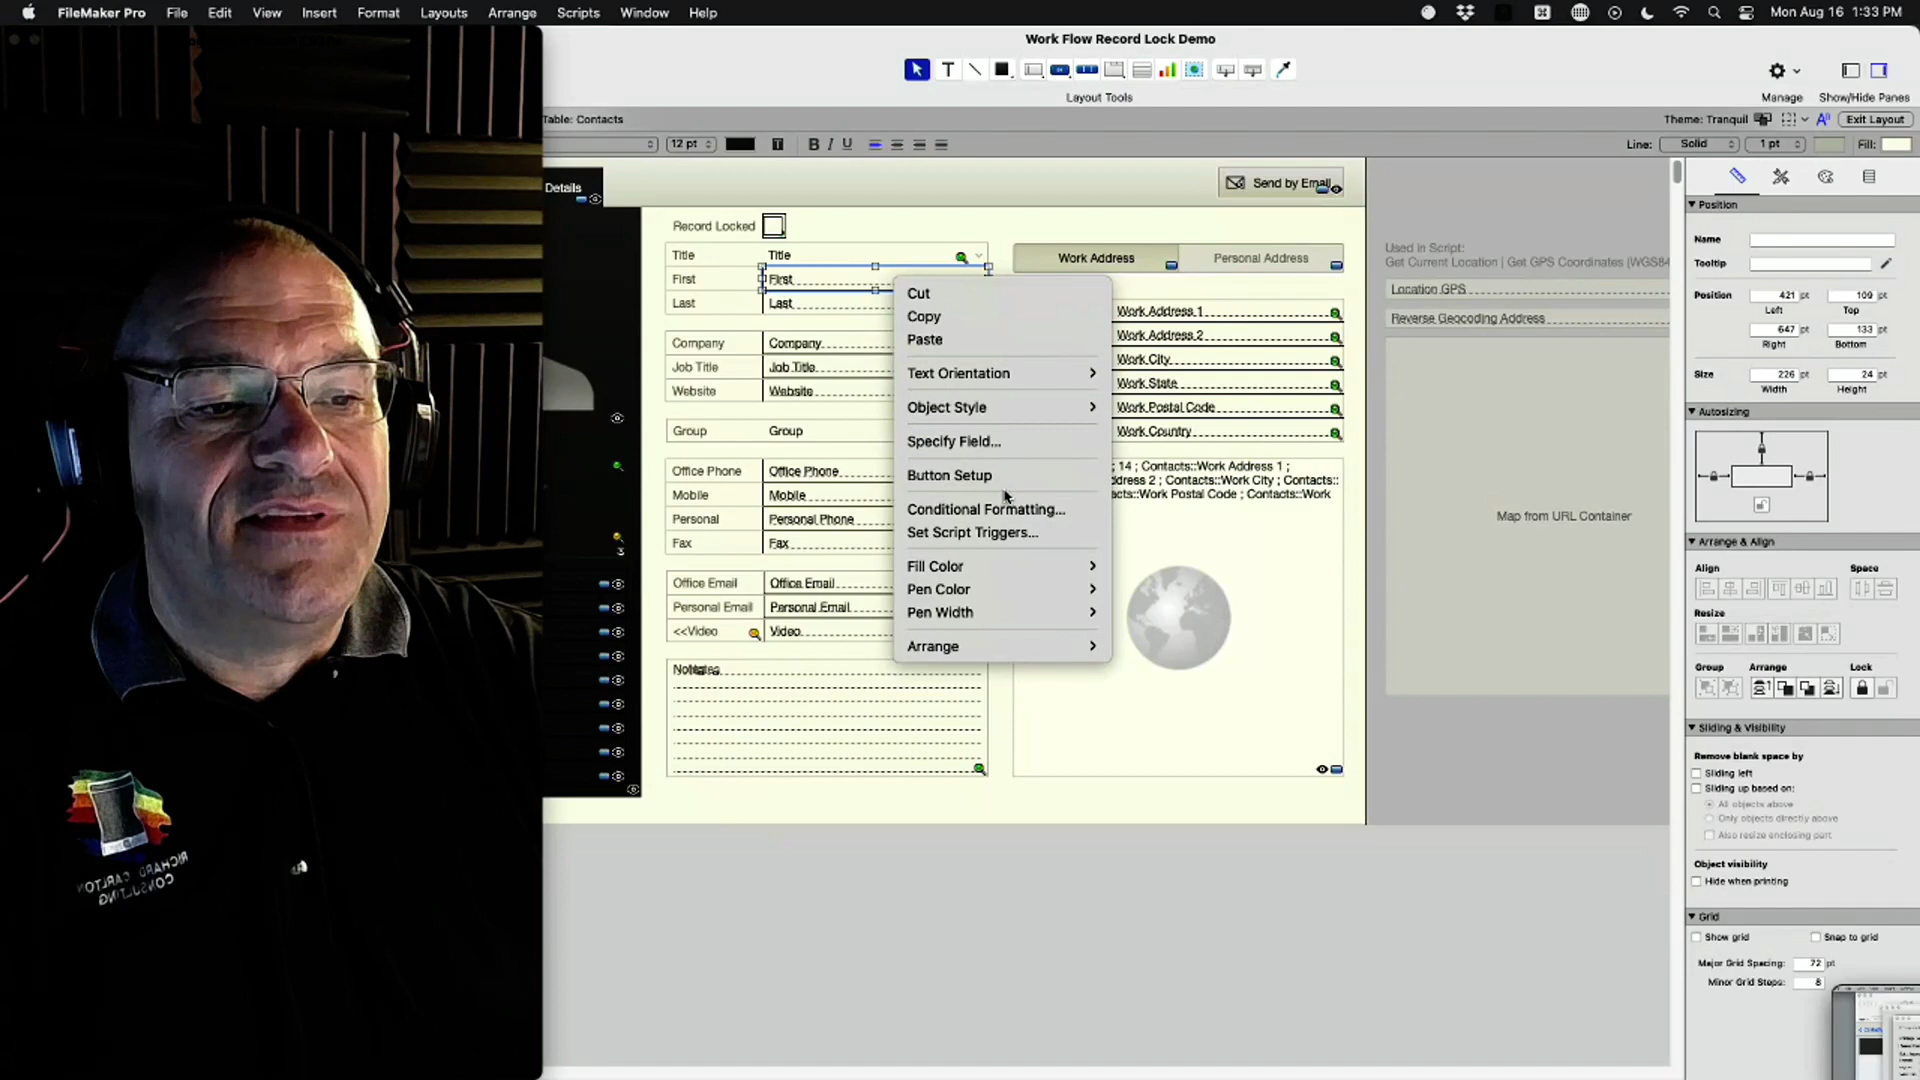 FileMaker Pro File Edit View Insert Format Layouts Arrange Scripts Window Help Mon Aug 16 1:33 PM
Work Flow Record Lock Demo
Layout Tools
Manage Show/Hide Panes
Table: Contacts
Theme: Tranquil Aa Exit Layout
12 pt B I U Line: Solid 1 pt Fill:
Details
Send by Email
Record Locked
Title Title
First First
Last Last
Company Company
Job Title Job Title
Website Website
Group Group
Office Phone Office Phone
Mobile Mobile
Personal Personal Phone
Fax Fax
Office Email Office Email
Personal Email Personal Email
<<Video Video
Cut
Copy
Paste
Text Orientation
Object Style
Specify Field...
Button Setup
Conditional Formatting...
Set Script Triggers...
Fill Color
Pen Color
Pen Width
Arrange
Work Address Personal Address
Work Address 1
Work Address 2
Work City
Work State
Work Postal Code
Work Country
; 14 ; Contacts::Work Address 1 ;
ddress 2 ; Contacts::Work City ; Contacts::
acts::Work Postal Code ; Contacts::Work
Used in Script:
Get Current Location | Get GPS Coordinates (WGS84
Location GPS
Reverse Geocoding Address
Map from URL Container
Position
Name
Tooltip
Position 421 pt 109 pt
Left Top
647 pt 133 pt
Right Bottom
Size 226 pt 24 pt
Width Height
Autosizing
Arrange & Align
Align Space
Resize
Group Arrange Lock
Sliding & Visibility
Remove blank space by
Sliding left
Sliding up based on:
All objects above
Only objects directly above
Also resize enclosing part
Object visibility
Hide when printing
Grid
Show grid Snap to grid
Major Grid Spacing: 72 pt
Minor Grid Steps: 8
RICHARD CARLTON
CONSULTING